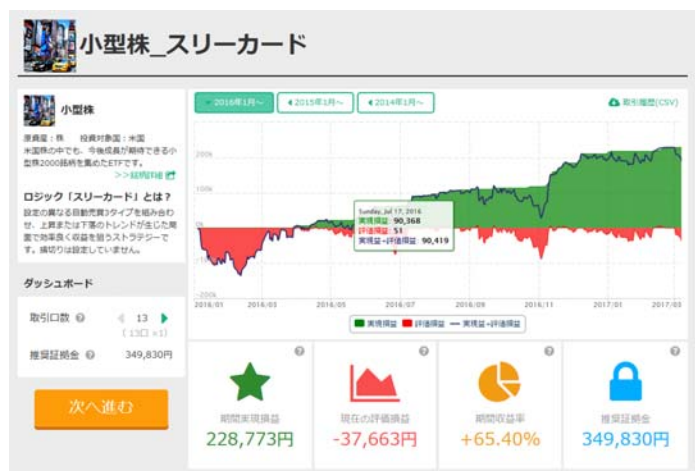 小型株_スリーカード
小型株
原資産：株　投資対象国：米国
米国株の中でも、今後成長が期待できる小
型株2000銘柄を集めたETFです。
>>銘柄詳細
ロジック「スリーカード」とは？
設定の異なる自動売買3タイプを組み合わ
せ、上昇または下落のトレンドが生じた局
面で効率良く収益を狙うストラテジーで
す。損切りは設定していません。
ダッシュボード
取引口数 13
( 13口 ×1)
推奨証拠金 349,830円
次へ進む
2016年1月～ 2015年1月～ 2014年1月～ 取引履歴(CSV)
200k
100k
0k
-200k
Sunday, Jul 17, 2016
実現損益: 90,368
評価損益: 51
実現益+評価損益: 90,419
2016/01 2016/03 2016/05 2016/07 2016/09 2016/11 2017/01 2017/03
実現損益 評価損益 実現益+評価損益
期間実現損益
228,773円
現在の評価損益
-37,663円
期間収益率
+65.40%
推奨証拠金
349,830円